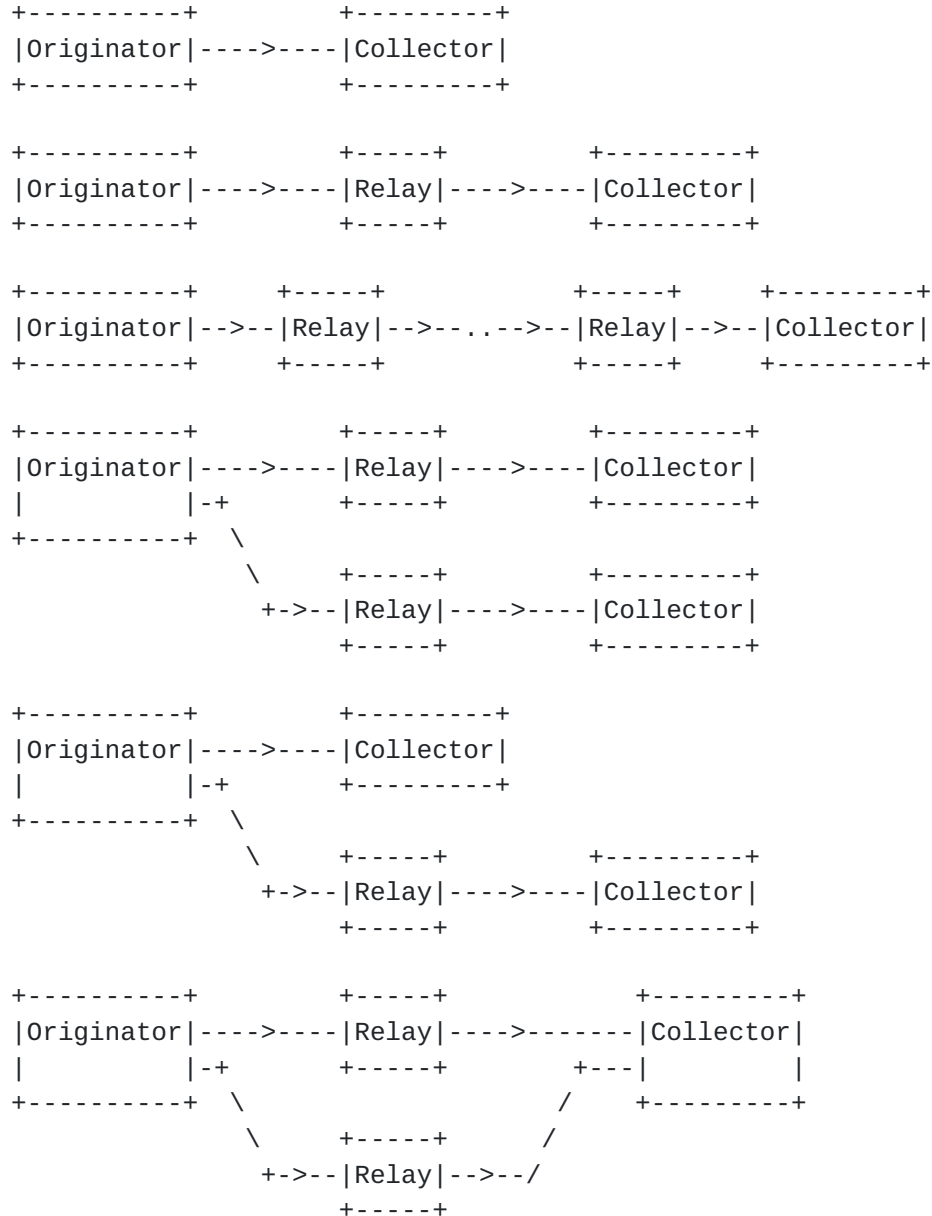 +----------+         +---------+
|Originator|---->----|Collector|
+----------+         +---------+

+----------+         +-----+         +---------+
|Originator|---->----|Relay|---->----|Collector|
+----------+         +-----+         +---------+

+----------+     +-----+            +-----+     +---------+
|Originator|-->--|Relay|-->--..-->--|Relay|-->--|Collector|
+----------+     +-----+            +-----+     +---------+

+----------+         +-----+         +---------+
|Originator|---->----|Relay|---->----|Collector|
|          |-+       +-----+         +---------+
+----------+  \
               \     +-----+         +---------+
                +->--|Relay|---->----|Collector|
                     +-----+         +---------+

+----------+         +---------+
|Originator|---->----|Collector|
|          |-+       +---------+
+----------+  \
               \     +-----+         +---------+
                +->--|Relay|---->----|Collector|
                     +-----+         +---------+

+----------+         +-----+            +---------+
|Originator|---->----|Relay|---->-------|Collector|
|          |-+       +-----+        +---|         |
+----------+  \                    /    +---------+
               \     +-----+      /
                +->--|Relay|-->--/
                     +-----+